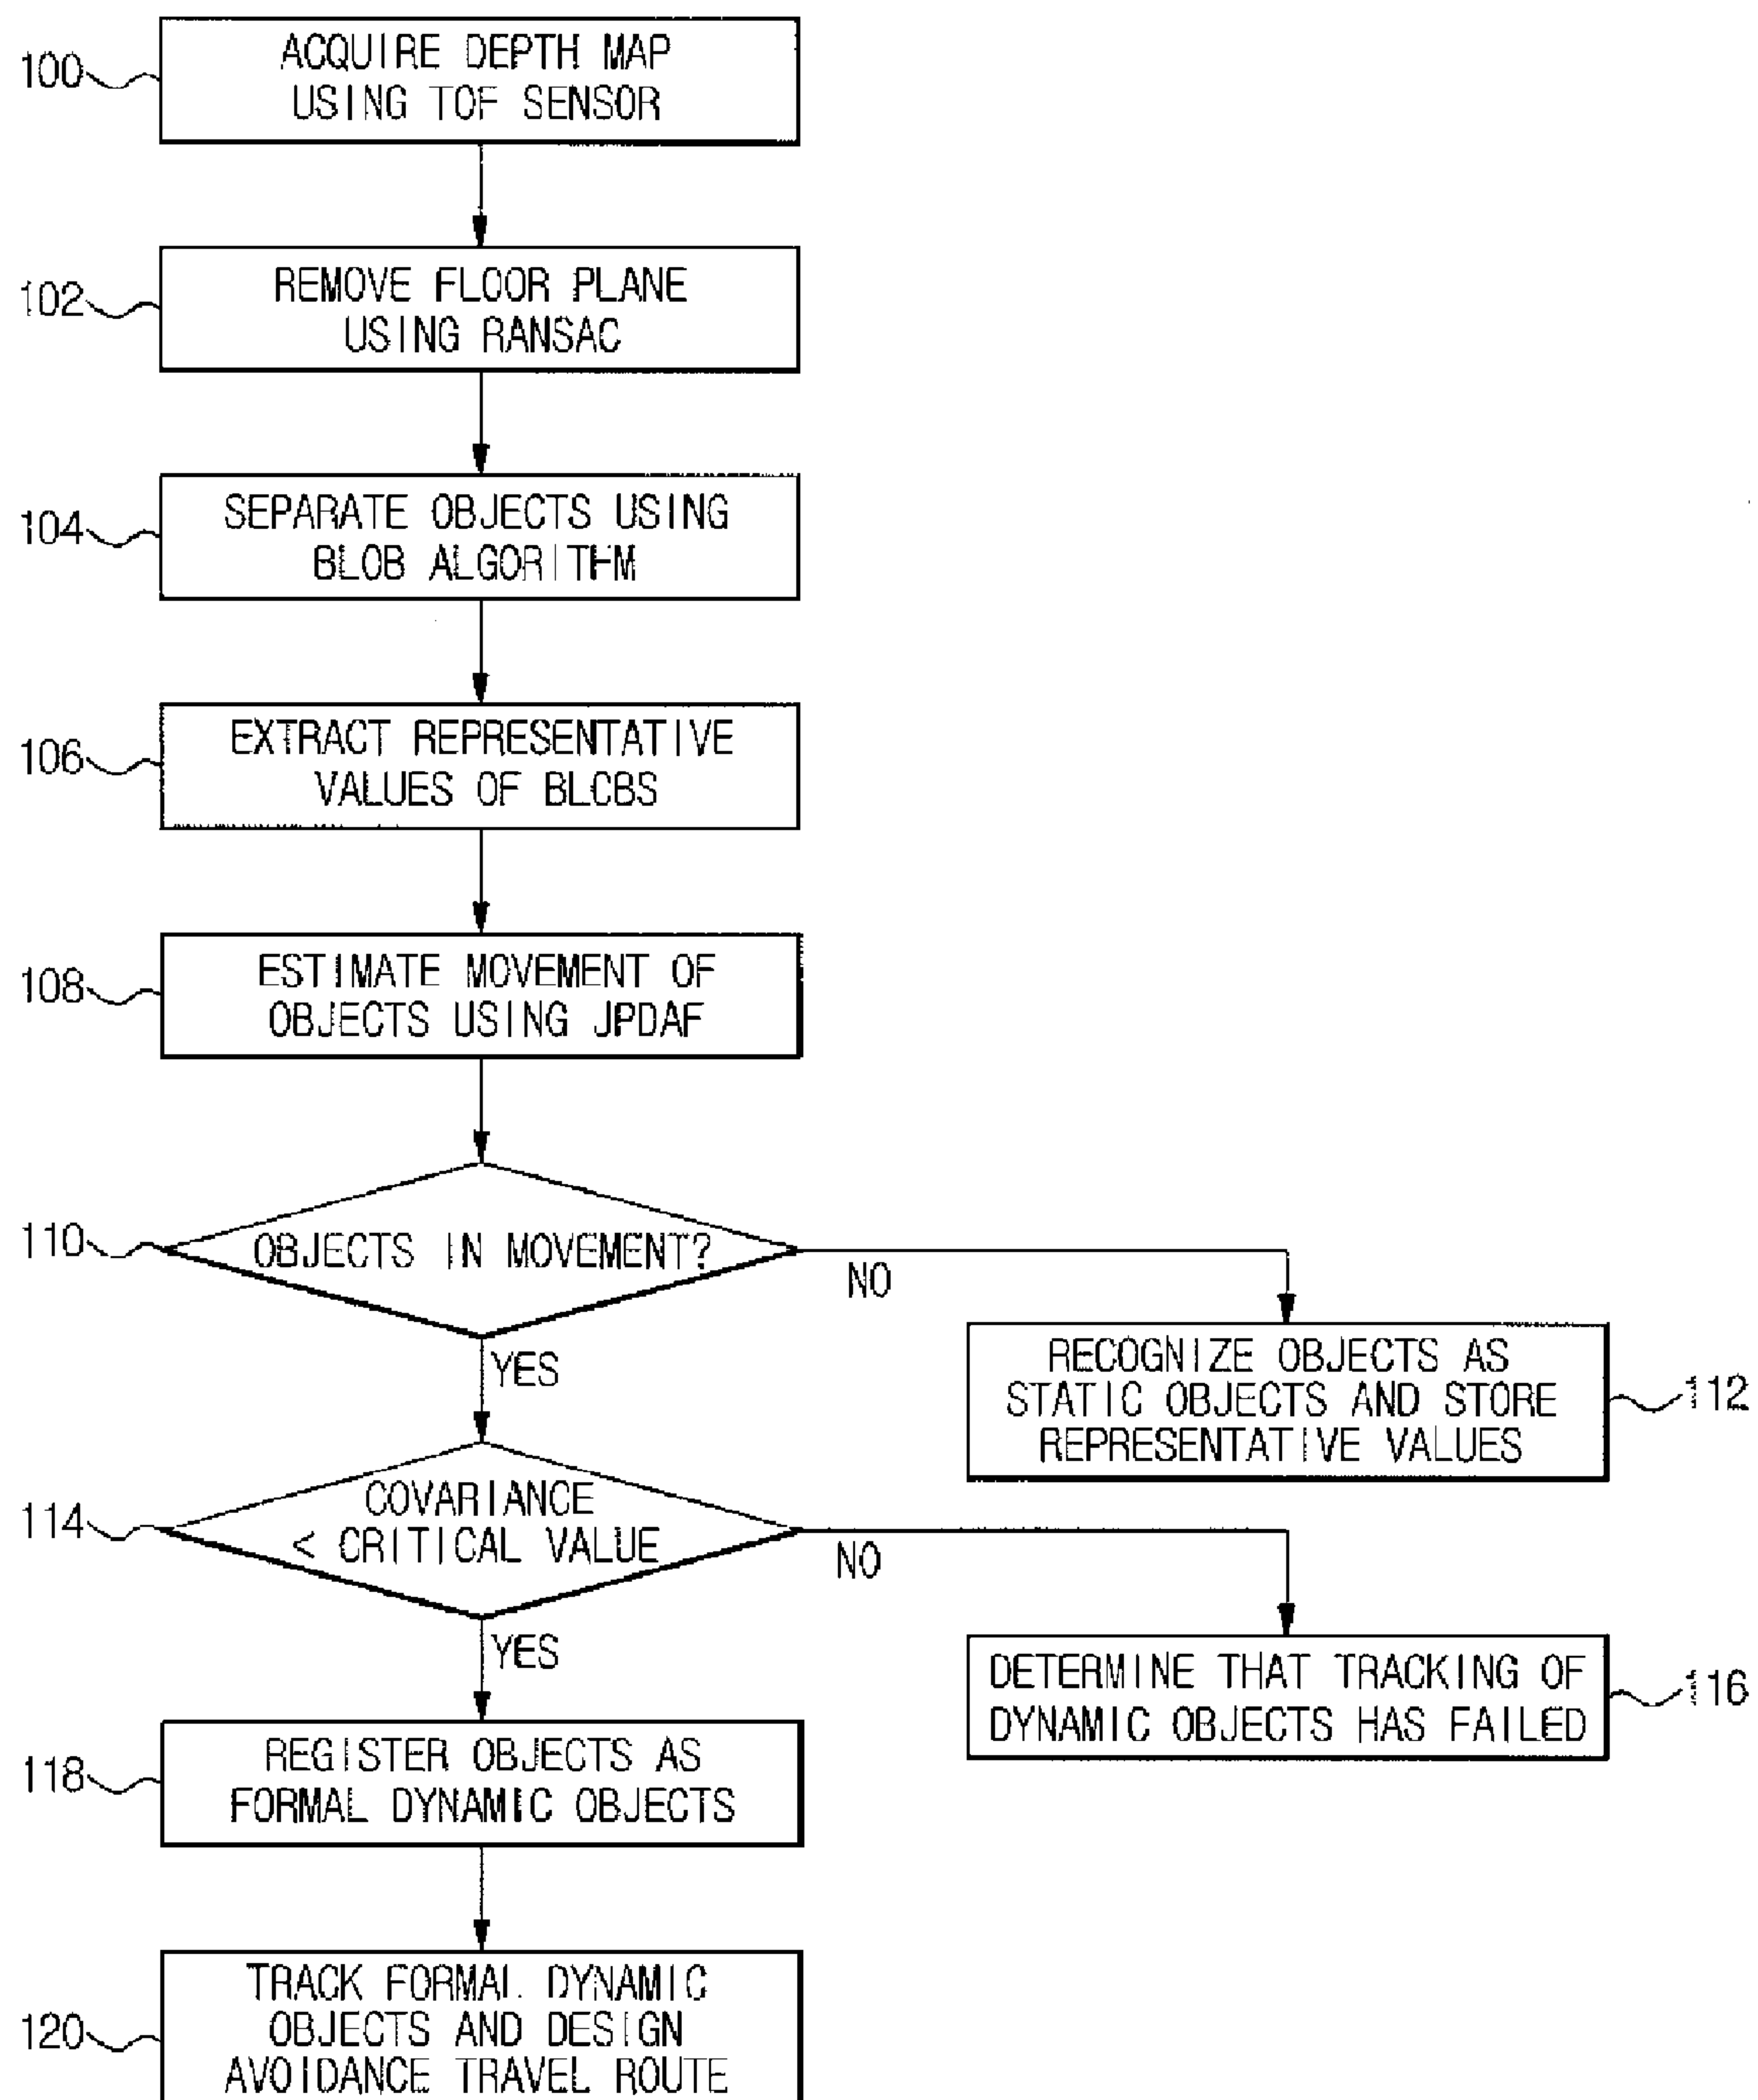 100
ACQUIRE DEPTH MAP
USING TOF SENSOR
102
REMOVE FLOOR PLANE
USING RANSAC
104
SEPARATE OBJECTS USING
BLOB ALGORITHM
106
EXTRACT REPRESENTATIVE
VALUES OF BLCBS
108
ESTIMATE MOVEMENT OF
OBJECTS USING JPDAF
110
OBJECTS IN MOVEMENT?
NO
YES
RECOGNIZE OBJECTS AS
STATIC OBJECTS AND STORE
REPRESENTATIVE VALUES
112
114
COVARIANCE
< CRITICAL VALUE
NO
YES
DETERMINE THAT TRACKING OF
DYNAMIC OBJECTS HAS FAILED
116
118
REGISTER OBJECTS AS
FORMAL DYNAMIC OBJECTS
120
TRACK FORMAL DYNAMIC
OBJECTS AND DESIGN
AVOIDANCE TRAVEL ROUTE